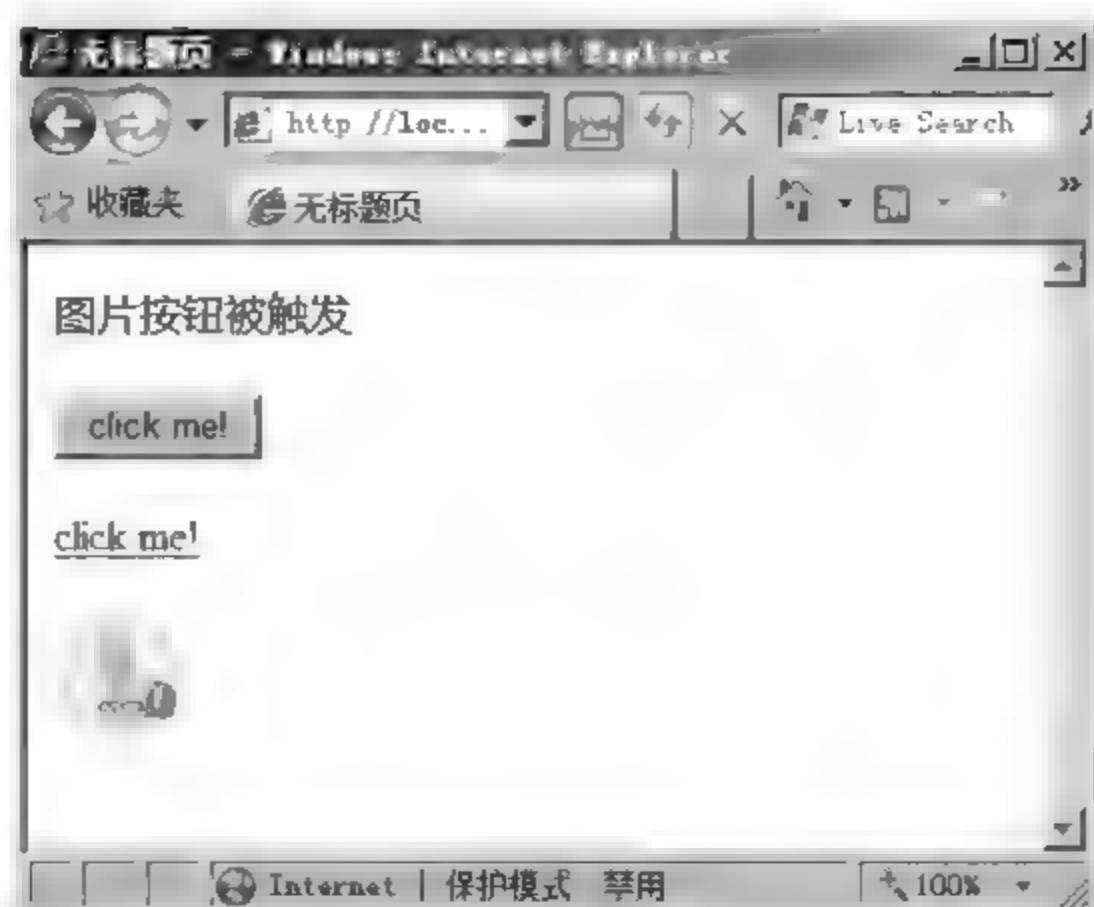 无标题页 - Windows Internet Explorer
http //loc... Live Search
收藏夹 无标题页
图片按钮被触发
click me!
click me!
Internet | 保护模式 禁用 100%